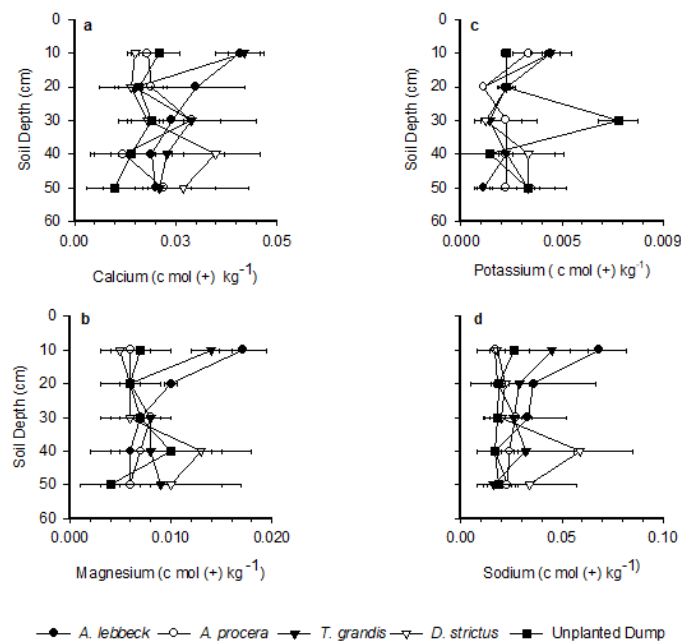 a
0
10
20
30
40
50
60
Soil Depth (cm)
0.00 0.03 0.05
Calcium (c mol (+) kg⁻¹)
c
0
10
20
30
40
50
60
Soil Depth (cm)
0.000 0.005 0.009
Potassium ( c mol (+) kg⁻¹)
b
0
10
20
30
40
50
60
Soil Depth (cm)
0.000 0.010 0.020
Magnesium (c mol (+) kg⁻¹)
d
0
10
20
30
40
50
60
Soil Depth (cm)
0.00 0.05 0.10
Sodium (c mol (+) kg⁻¹⁾
A. lebbeck A. procera T. grandis D. strictus Unplanted Dump